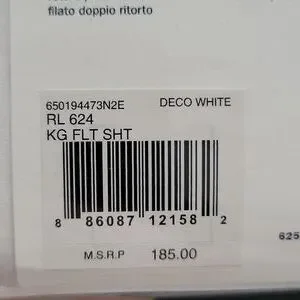 filato doppio ritorto
650194473N2E DECO WHITE
RL 624
KG FLT SHT
8 86087 12158 2
625
M.S.R.P 185.00